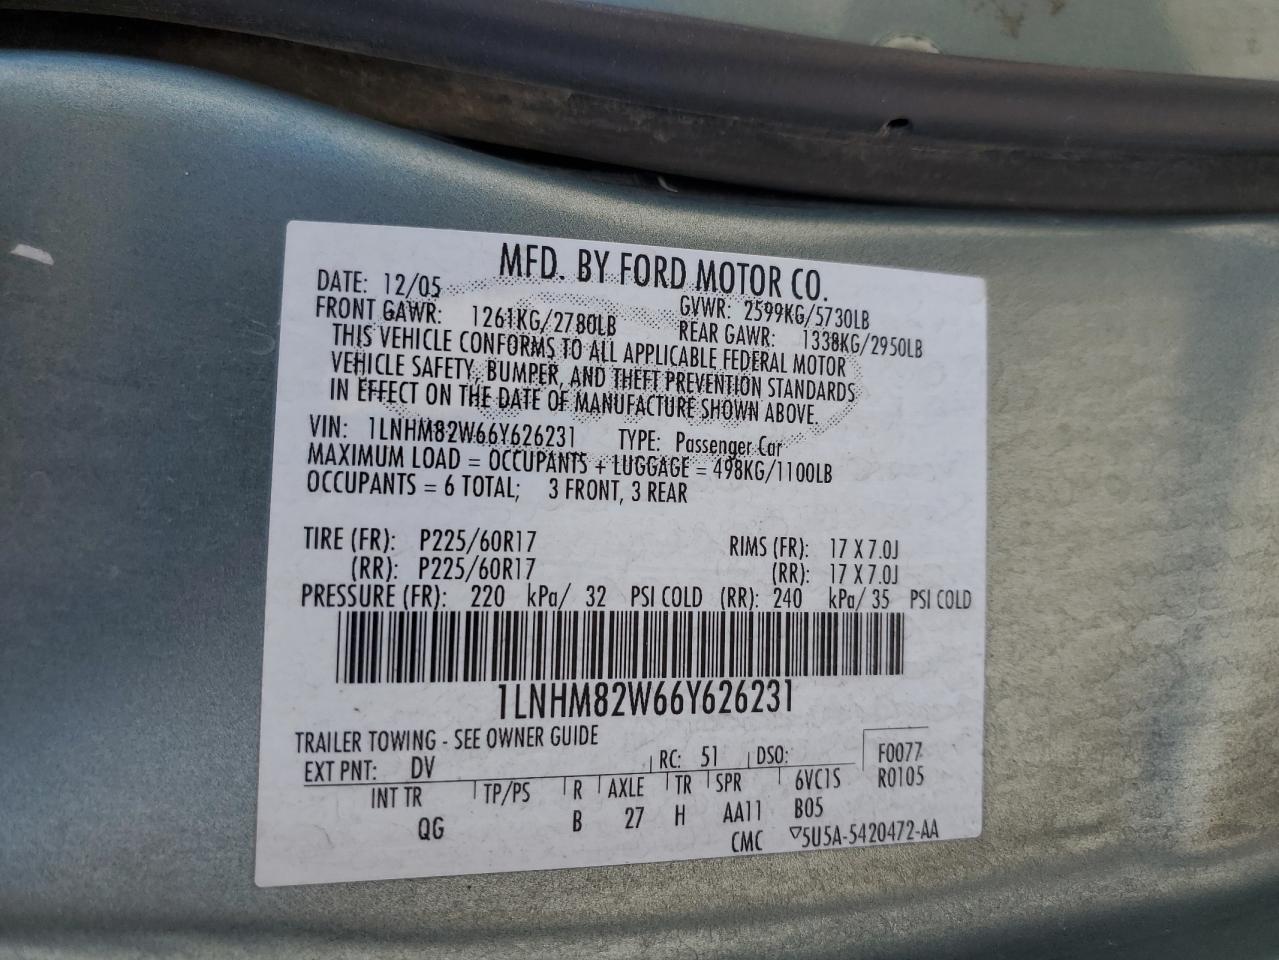 MFD. BY FORD MOTOR CO.
DATE: 12/05 GVWR: 2599KG/5730LB
FRONT GAWR: 1261KG/2780LB REAR GAWR: 1338KG/2950LB
THIS VEHICLE CONFORMS TO ALL APPLICABLE FEDERAL MOTOR
VEHICLE SAFETY, BUMPER, AND THEFT PREVENTION STANDARDS
IN EFFECT ON THE DATE OF MANUFACTURE SHOWN ABOVE.
VIN: 1LNHM82W66Y626231 TYPE: Passenger Car
MAXIMUM LOAD = OCCUPANTS + LUGGAGE = 498KG/1100LB
OCCUPANTS = 6 TOTAL; 3 FRONT, 3 REAR
TIRE (FR): P225/60R17 RIMS (FR): 17 X 7.0J
(RR): P225/60R17 (RR): 17 X 7.0J
PRESSURE (FR): 220 kPa/ 32 PSI COLD (RR): 240 kPa/ 35 PSI COLD
1LNHM82W66Y626231
TRAILER TOWING - SEE OWNER GUIDE
EXT PNT: DV RC: 51 DSO: F0077
INT TR TP/PS R AXLE TR SPR 6VC1S R0105
QG B 27 H AA11 B05
CMC ▽5U5A-5420472-AA